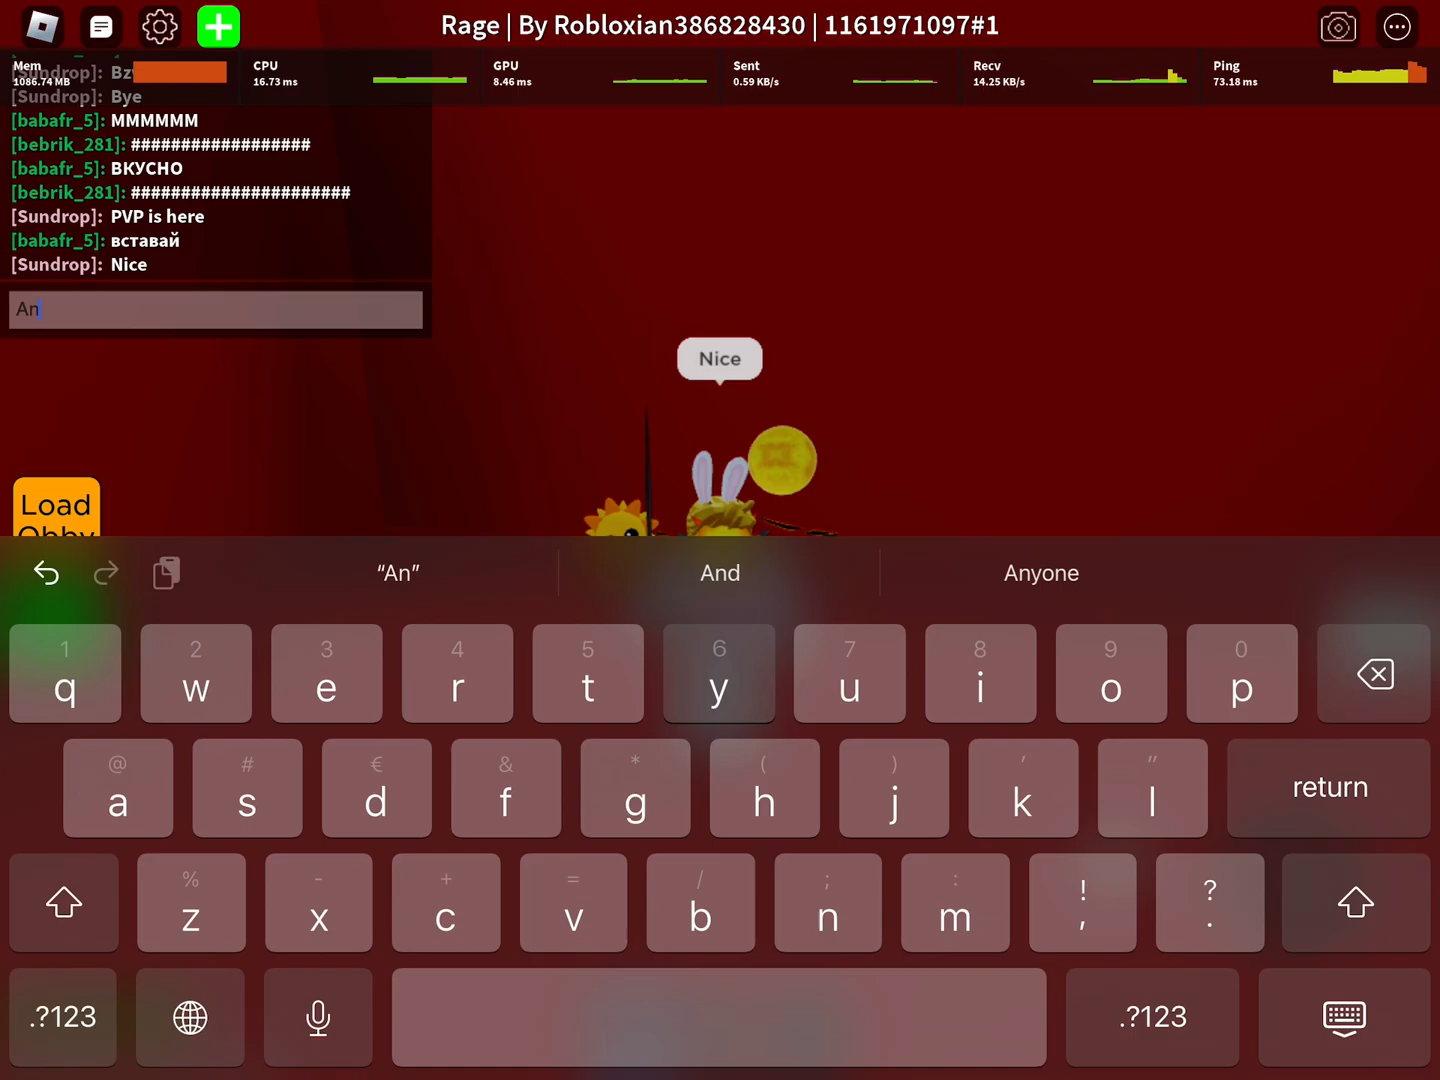 Rage | By Robloxian386828430 | 1161971097#1
Mem
1086.74 MB
CPU
16.73 ms
GPU
8.46 ms
Sent
0.59 KB/s
Recv
14.25 KB/s
Ping
73.18 ms
[Sundrop]:
[Sundrop]: Bye
[babafr_5]: MMMMMM
[bebrik_281]: ##################
[babafr_5]: ВКУСНО
[bebrik_281]: ######################
[Sundrop]: PVP is here
[babafr_5]: вставай
[Sundrop]: Nice
An
Nice
Load
Obby
“An” And Anyone
1 2 3 4 5 6 7 8 9 0
q w e r t y u i o p
@ # € & * ( ) ' "
a s d f g h j k l return
% - + = / ; : ! ?
z x c v b n m , .
.?123 .?123